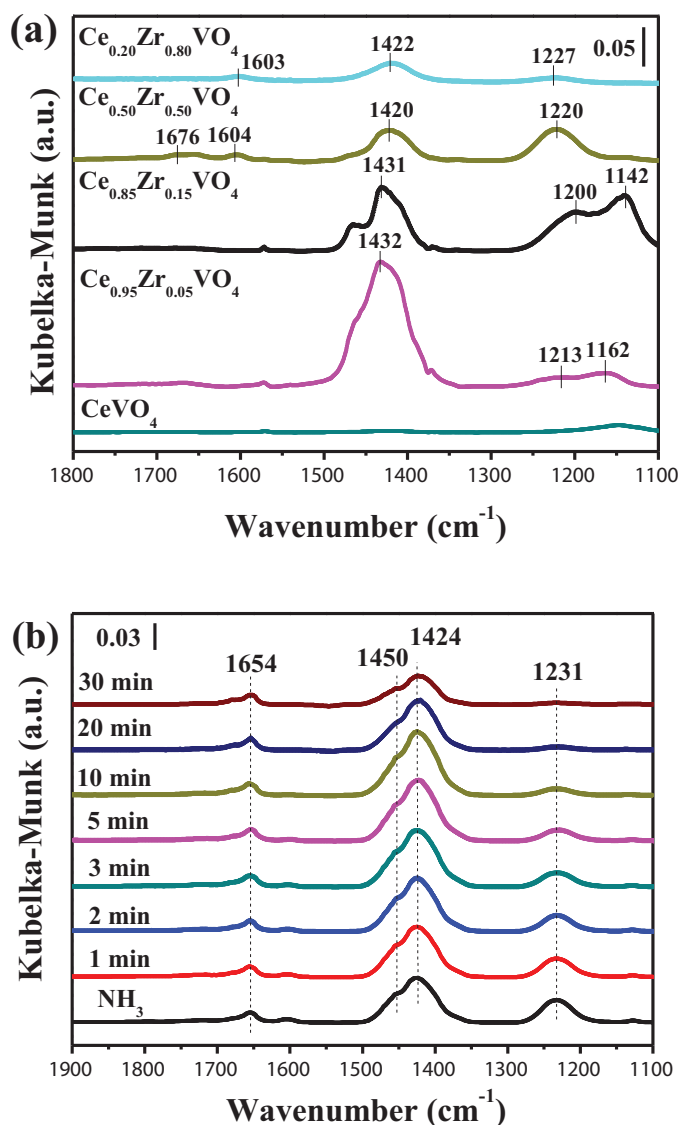 (a)
0.05
Ce0.20Zr0.80VO4
1603
1422
1227
Ce0.50Zr0.50VO4
1676
1604
1420
1220
Ce0.85Zr0.15VO4
1431
1200
1142
Ce0.95Zr0.05VO4
1432
1213
1162
CeVO4
Kubelka-Munk (a.u.)
1800 1700 1600 1500 1400 1300 1200 1100
Wavenumber (cm-1)
(b)
0.03
1654
1450
1424
1231
30 min
20 min
10 min
5 min
3 min
2 min
1 min
NH3
Kubelka-Munk (a.u.)
1900 1800 1700 1600 1500 1400 1300 1200 1100
Wavenumber (cm-1)